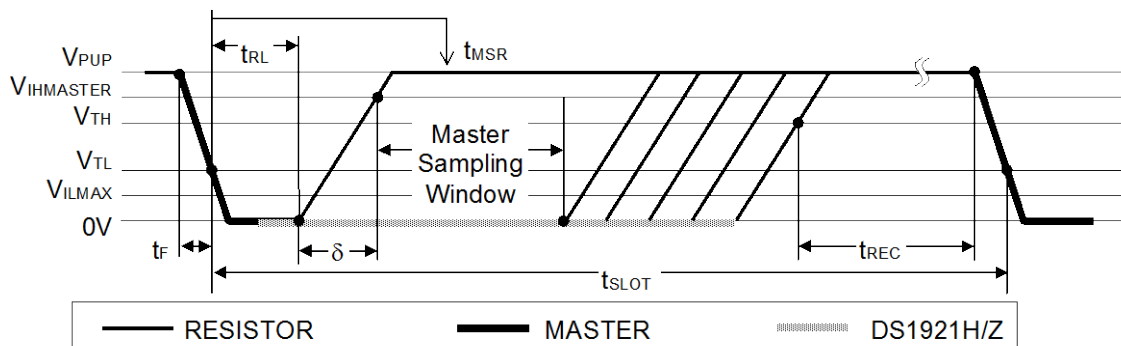 VPUP
VIHMASTER
VTH
VTL
VILMAX
0V
tRL
tMSR
Master
Sampling
Window
tF
δ
tREC
tSLOT
RESISTOR
MASTER
DS1921H/Z